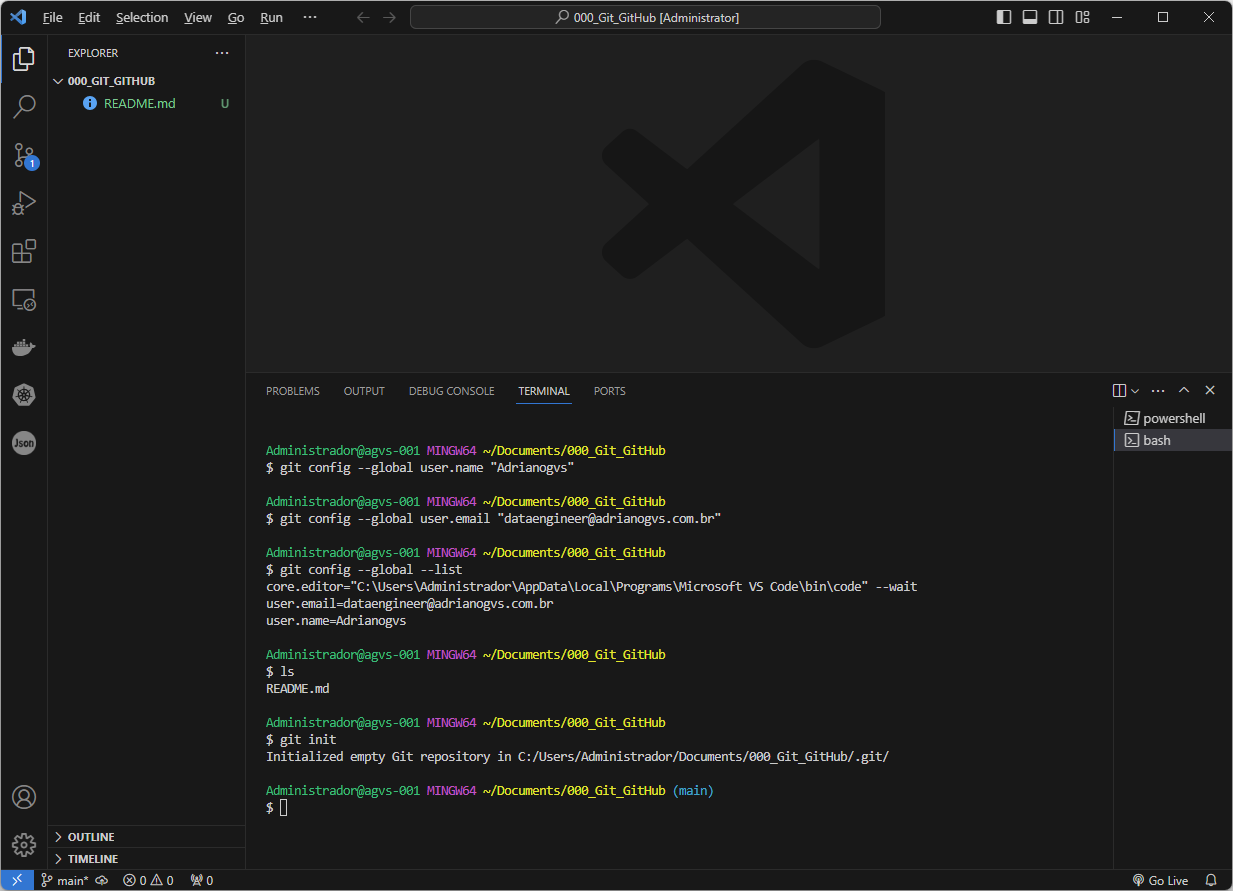 File Edit Selection View Go Run ··· 000_Git_GitHub [Administrator]
EXPLORER ···
000_GIT_GITHUB
README.md U
1
Json
PROBLEMS OUTPUT DEBUG CONSOLE TERMINAL PORTS
powershell
bash
Administrador@agvs-001 MINGW64 ~/Documents/000_Git_GitHub
$ git config --global user.name "Adrianogvs"
Administrador@agvs-001 MINGW64 ~/Documents/000_Git_GitHub
$ git config --global user.email "dataengineer@adrianogvs.com.br"
Administrador@agvs-001 MINGW64 ~/Documents/000_Git_GitHub
$ git config --global --list
core.editor="C:\Users\Administrador\AppData\Local\Programs\Microsoft VS Code\bin\code" --wait
user.email=dataengineer@adrianogvs.com.br
user.name=Adrianogvs
Administrador@agvs-001 MINGW64 ~/Documents/000_Git_GitHub
$ ls
README.md
Administrador@agvs-001 MINGW64 ~/Documents/000_Git_GitHub
$ git init
Initialized empty Git repository in C:/Users/Administrador/Documents/000_Git_GitHub/.git/
Administrador@agvs-001 MINGW64 ~/Documents/000_Git_GitHub (main)
$
OUTLINE
TIMELINE
main* 0 0 0 Go Live